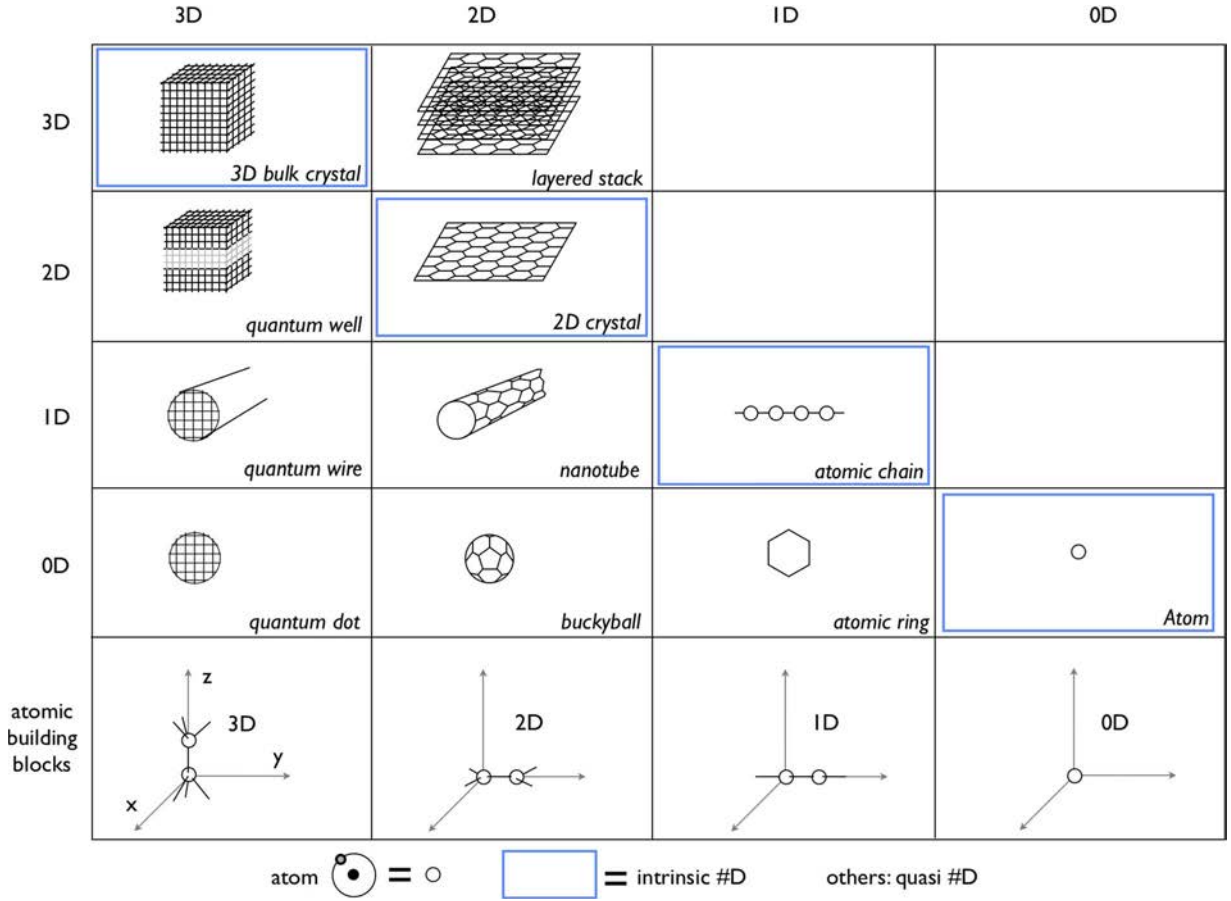 3D 2D 1D 0D
3D
3D bulk crystal
layered stack
2D
quantum well
2D crystal
1D
quantum wire
nanotube
atomic chain
0D
quantum dot
buckyball
atomic ring
Atom
atomic
building
blocks
z
3D
y
x
2D
1D
0D
atom = = intrinsic #D others: quasi #D